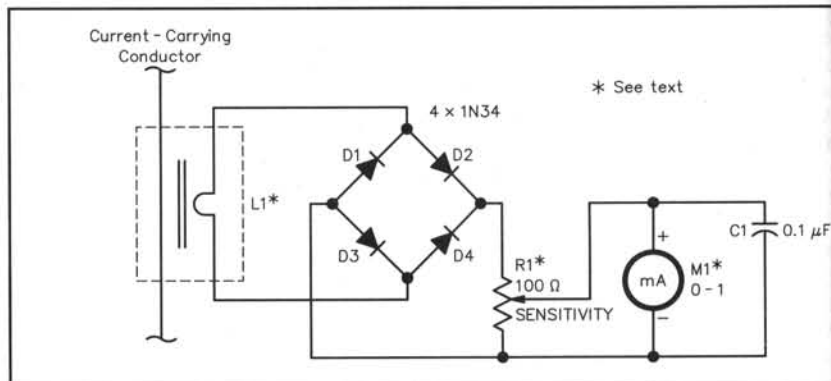 Current - Carrying
Conductor
4 × 1N34
* See text
D1
D2
L1*
D3
D4
R1*
100 Ω
SENSITIVITY
+
mA
−
M1*
0 - 1
C1
0.1 μF